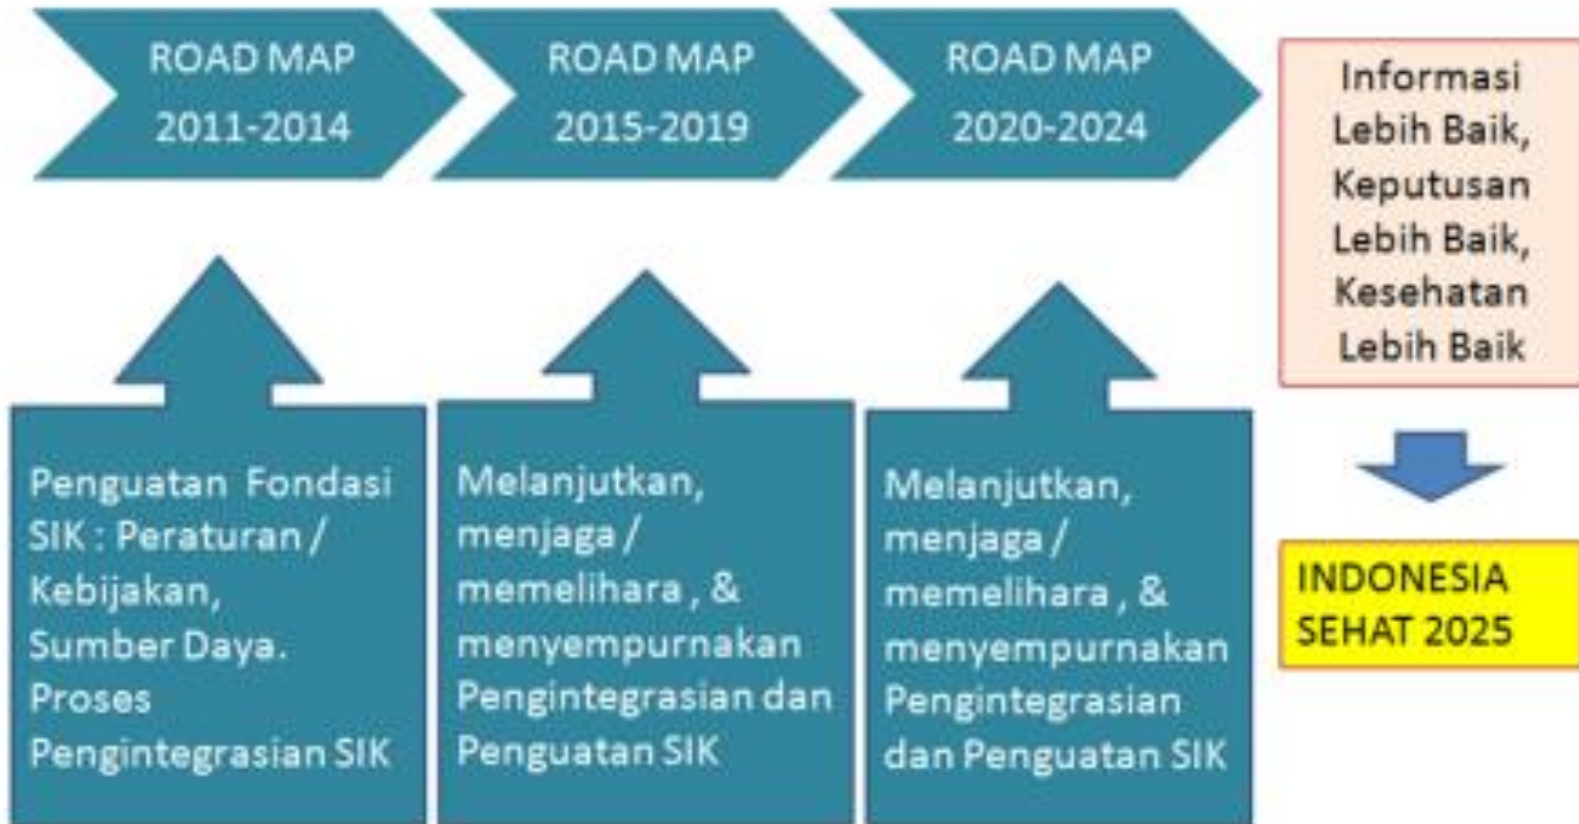 ROAD MAP
2011-2014
ROAD MAP
2015-2019
ROAD MAP
2020-2024
Informasi
Lebih Baik,
Keputusan
Lebih Baik,
Kesehatan
Lebih Baik
Penguatan Fondasi
SIK : Peraturan /
Kebijakan,
Sumber Daya.
Proses
Pengintegrasian SIK
Melanjutkan,
menjaga /
memelihara , &
menyempurnakan
Pengintegrasian dan
Penguatan SIK
Melanjutkan,
menjaga /
memelihara , &
menyempurnakan
Pengintegrasian
dan Penguatan SIK
INDONESIA
SEHAT 2025